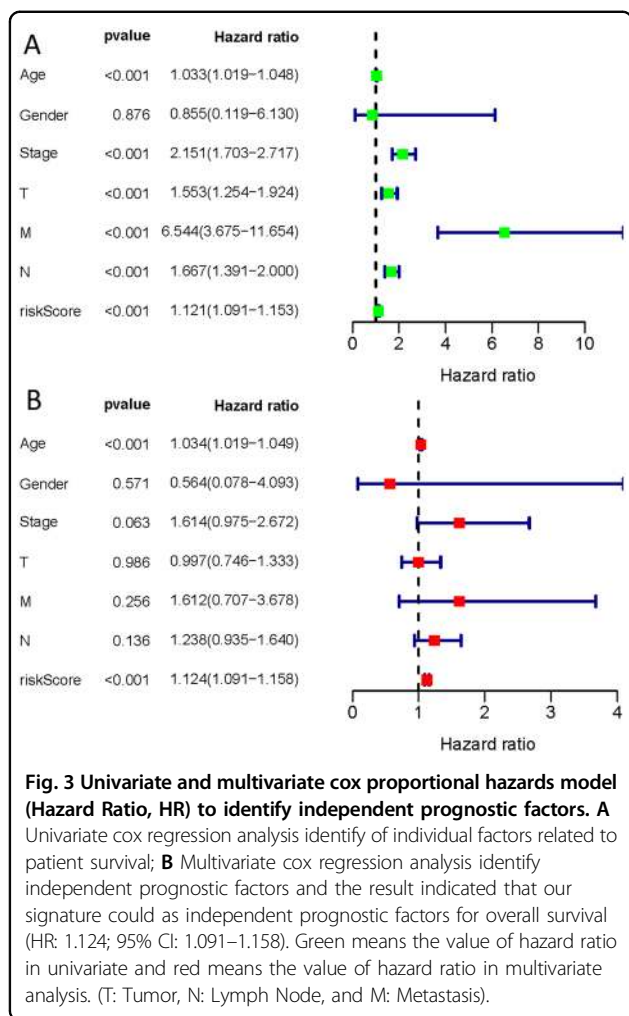 A
pvalue Hazard ratio
Age <0.001 1.033(1.019−1.048)
Gender 0.876 0.855(0.119−6.130)
Stage <0.001 2.151(1.703−2.717)
T <0.001 1.553(1.254−1.924)
M <0.001 6.544(3.675−11.654)
N <0.001 1.667(1.391−2.000)
riskScore <0.001 1.121(1.091−1.153)
0 2 4 6 8 10
Hazard ratio
B
pvalue Hazard ratio
Age <0.001 1.034(1.019−1.049)
Gender 0.571 0.564(0.078−4.093)
Stage 0.063 1.614(0.975−2.672)
T 0.986 0.997(0.746−1.333)
M 0.256 1.612(0.707−3.678)
N 0.136 1.238(0.935−1.640)
riskScore <0.001 1.124(1.091−1.158)
0 1 2 3 4
Hazard ratio
Fig. 3 Univariate and multivariate cox proportional hazards model
(Hazard Ratio, HR) to identify independent prognostic factors. A
Univariate cox regression analysis identify of individual factors related to
patient survival; B Multivariate cox regression analysis identify
independent prognostic factors and the result indicated that our
signature could as independent prognostic factors for overall survival
(HR: 1.124; 95% CI: 1.091–1.158). Green means the value of hazard ratio
in univariate and red means the value of hazard ratio in multivariate
analysis. (T: Tumor, N: Lymph Node, and M: Metastasis).